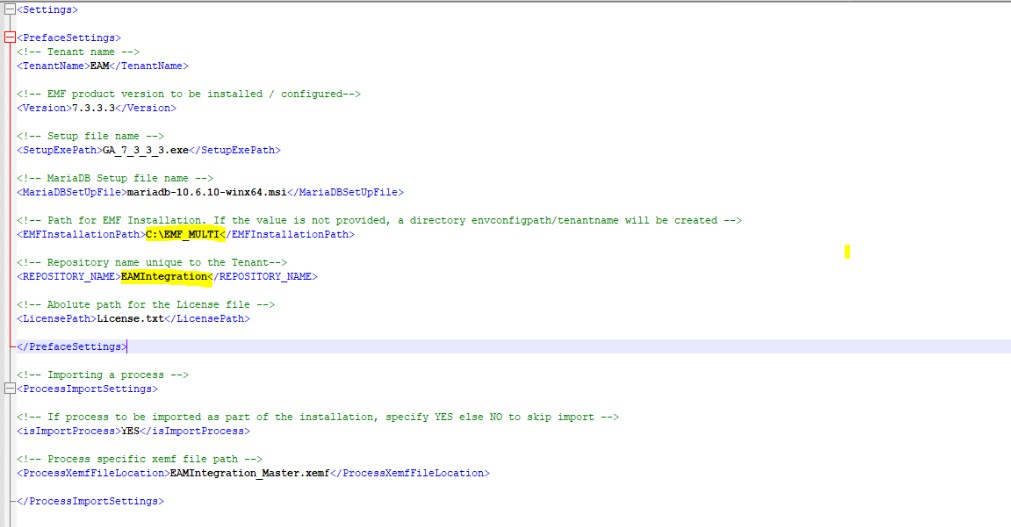 <Settings>
<PrefaceSettings>
<!-- Tenant name -->
<TenantName>EAM</TenantName>
<!-- EMF product version to be installed / configured-->
<Version>7.3.3.3</Version>
<!-- Setup file name -->
<SetupExePath>GA_7_3_3_3.exe</SetupExePath>
<!-- MariaDB Setup file name -->
<MariaDBSetUpFile>mariadb-10.6.10-winx64.msi</MariaDBSetUpFile>
<!-- Path for EMF Installation. If the value is not provided, a directory envconfigpath/tenantname will be created -->
<EMFInstallationPath>C:\EMF_MULTI</EMFInstallationPath>
<!-- Repository name unique to the Tenant-->
<REPOSITORY_NAME>EAMIntegration</REPOSITORY_NAME>
<!-- Abolute path for the License file -->
<LicensePath>License.txt</LicensePath>
</PrefaceSettings>
<!-- Importing a process -->
<ProcessImportSettings>
<!-- If process to be imported as part of the installation, specify YES else NO to skip import -->
<isImportProcess>YES</isImportProcess>
<!-- Process specific xemf file path -->
<ProcessXemfFileLocation>EAMIntegration_Master.xemf</ProcessXemfFileLocation>
</ProcessImportSettings>